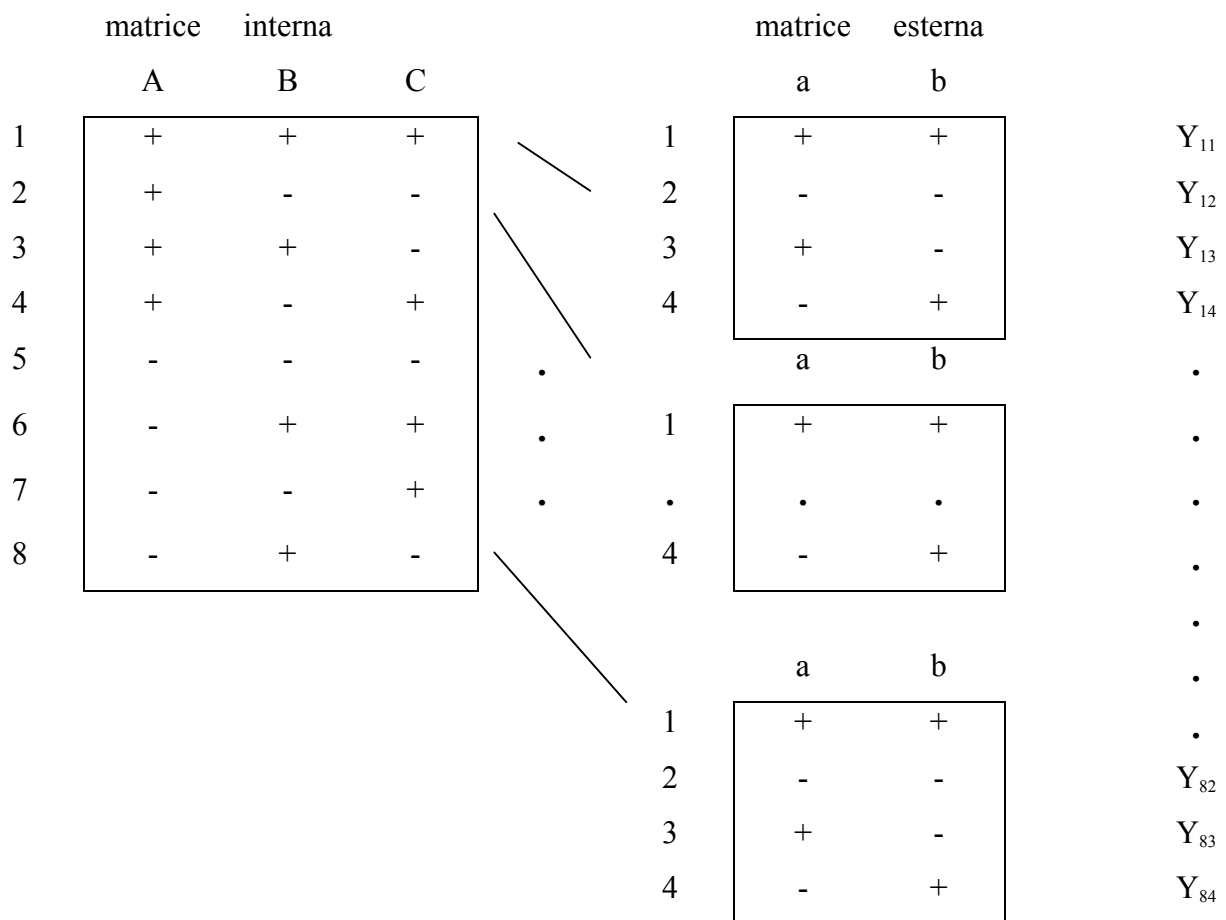 matrice interna matrice esterna
A B C a b
1 + + + 1 + + Y₁₁
2 + - - 2 - - Y₁₂
3 + + - 3 + - Y₁₃
4 + - + 4 - + Y₁₄
5 - - - . a b .
6 - + + . 1 + + .
7 - - + . . . . .
8 - + - 4 - + .
.
a b .
1 + + .
2 - - Y₈₂
3 + - Y₈₃
4 - + Y₈₄